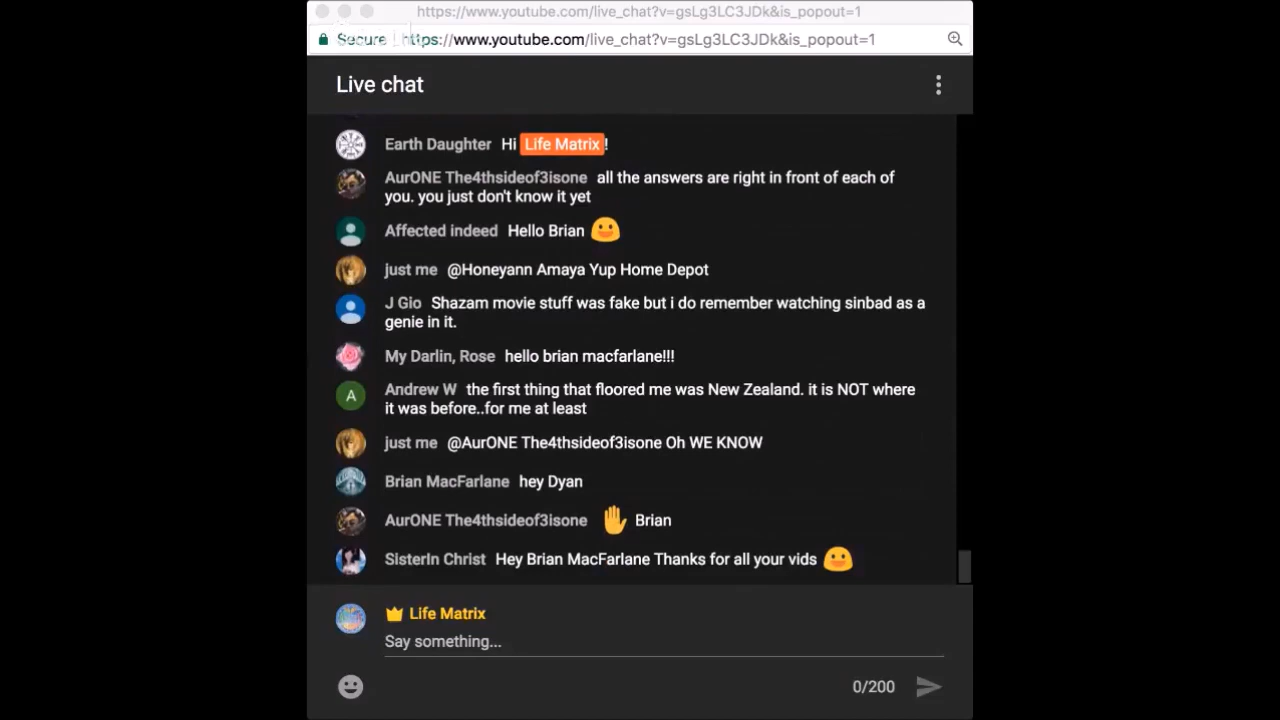 https://www.youtube.com/live_chat?v=gsLg3LC3JDk&is_popout=1
Secure https://www.youtube.com/live_chat?v=gsLg3LC3JDk&is_popout=1
Live chat
Earth Daughter Hi Life Matrix!
AurONE The4thsideof3isone all the answers are right in front of each of
you. you just don't know it yet
Affected indeed Hello Brian 😃
just me @Honeyann Amaya Yup Home Depot
J Gio Shazam movie stuff was fake but i do remember watching sinbad as a
genie in it.
My Darlin, Rose hello brian macfarlane!!!
A
Andrew W the first thing that floored me was New Zealand. it is NOT where
it was before..for me at least
just me @AurONE The4thsideof3isone Oh WE KNOW
Brian MacFarlane hey Dyan
AurONE The4thsideof3isone ✋ Brian
SisterIn Christ Hey Brian MacFarlane Thanks for all your vids 😃
Life Matrix
Say something...
0/200